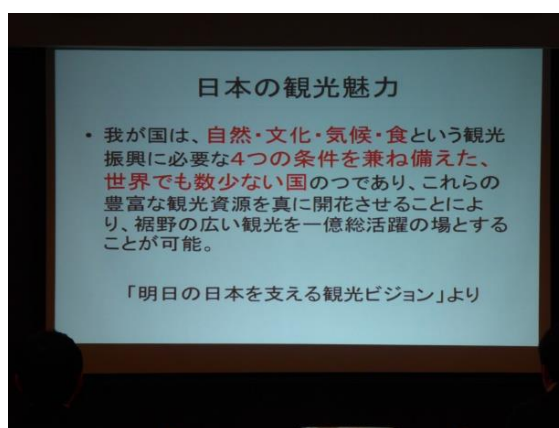 日本の観光魅力
• 我が国は、自然・文化・気候・食という観光
振興に必要な4つの条件を兼ね備えた、
世界でも数少ない国のつであり、これらの
豊富な観光資源を真に開花させることによ
り、裾野の広い観光を一億総活躍の場とする
ことが可能。
「明日の日本を支える観光ビジョン」より